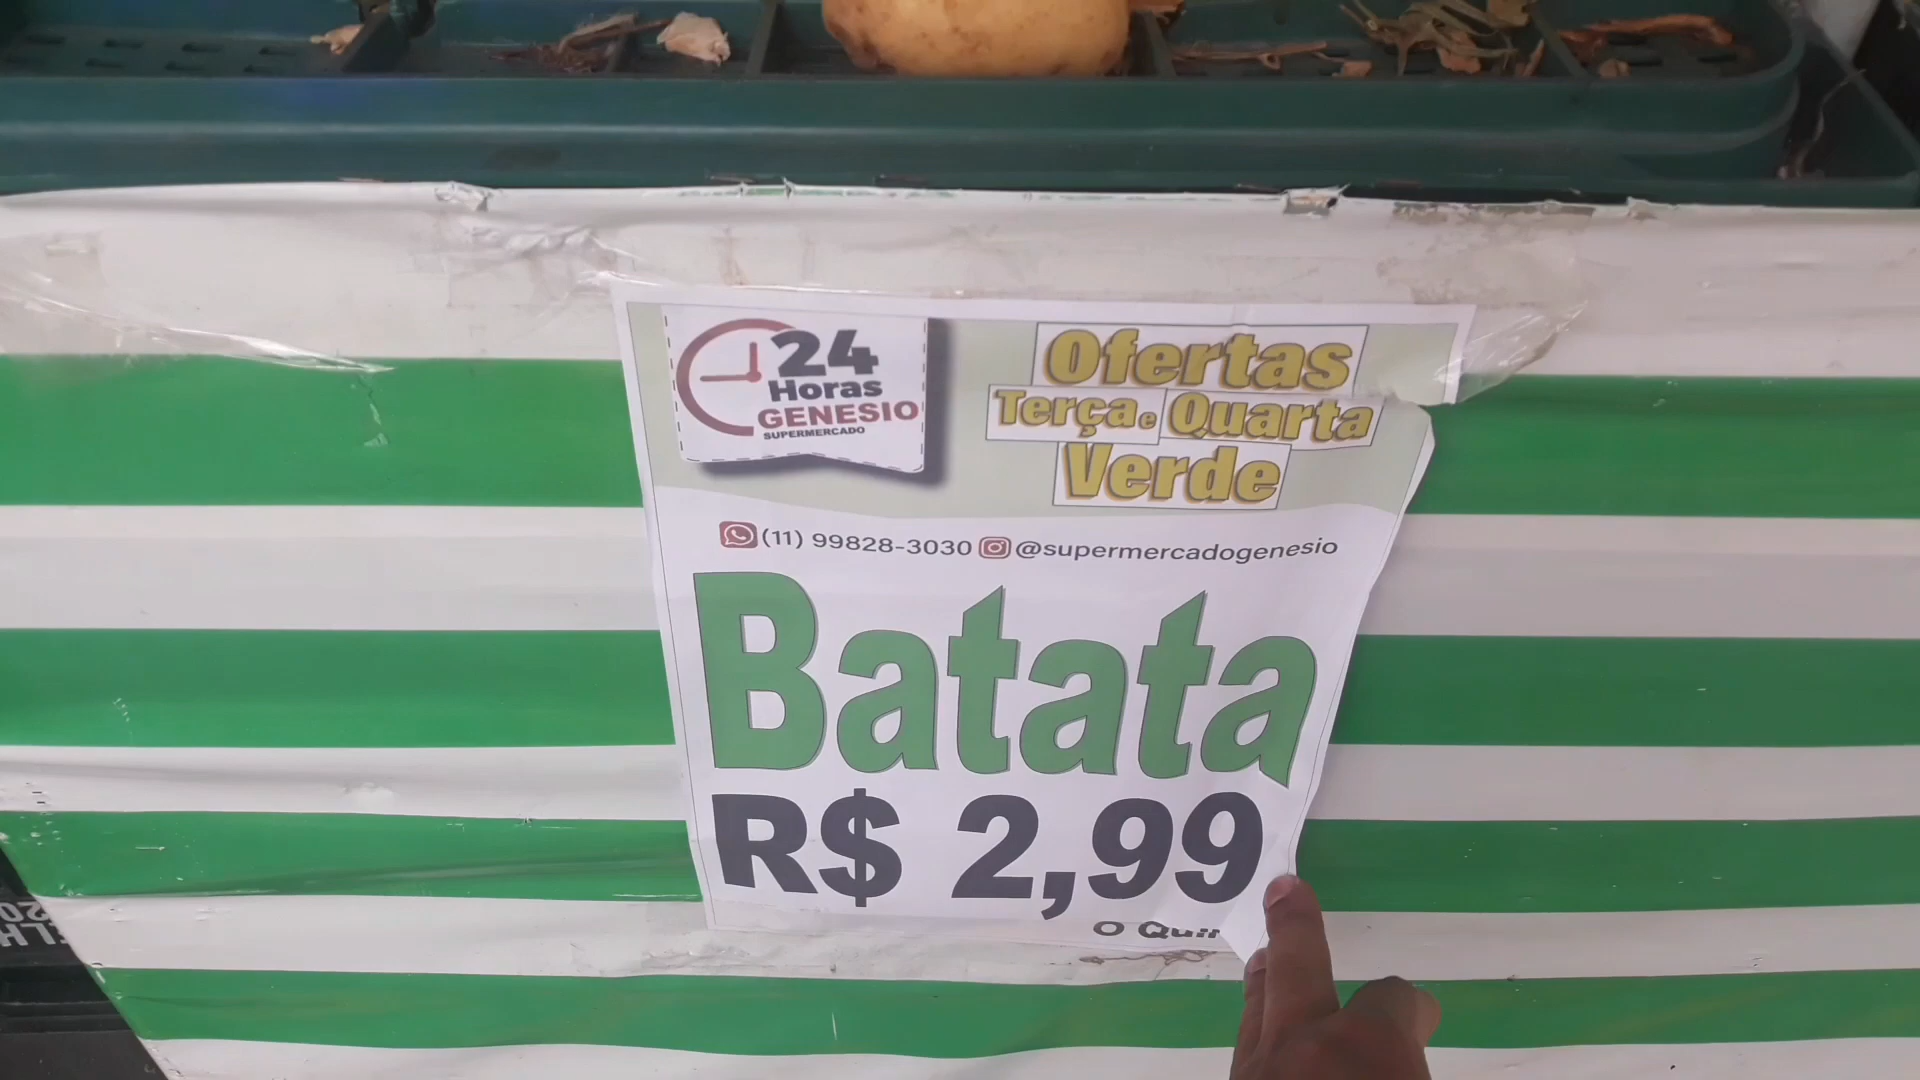 24
Horas
GENESIO
SUPERMERCADO
Ofertas
Terça e Quarta
Verde
(11) 99828-3030 @supermercadogenesio
Batata
R$ 2,99
O